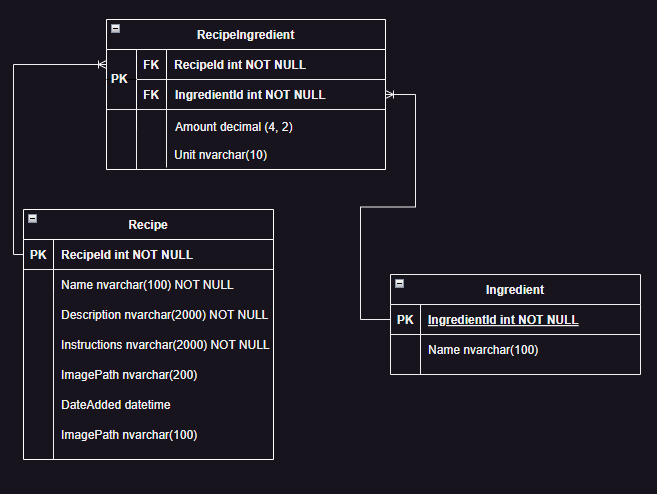 RecipeIngredient
PK
FK RecipeId int NOT NULL
FK IngredientId int NOT NULL
Amount decimal (4, 2)
Unit nvarchar(10)
Recipe
PK RecipeId int NOT NULL
Name nvarchar(100) NOT NULL
Description nvarchar(2000) NOT NULL
Instructions nvarchar(2000) NOT NULL
ImagePath nvarchar(200)
DateAdded datetime
ImagePath nvarchar(100)
Ingredient
PK IngredientId int NOT NULL
Name nvarchar(100)